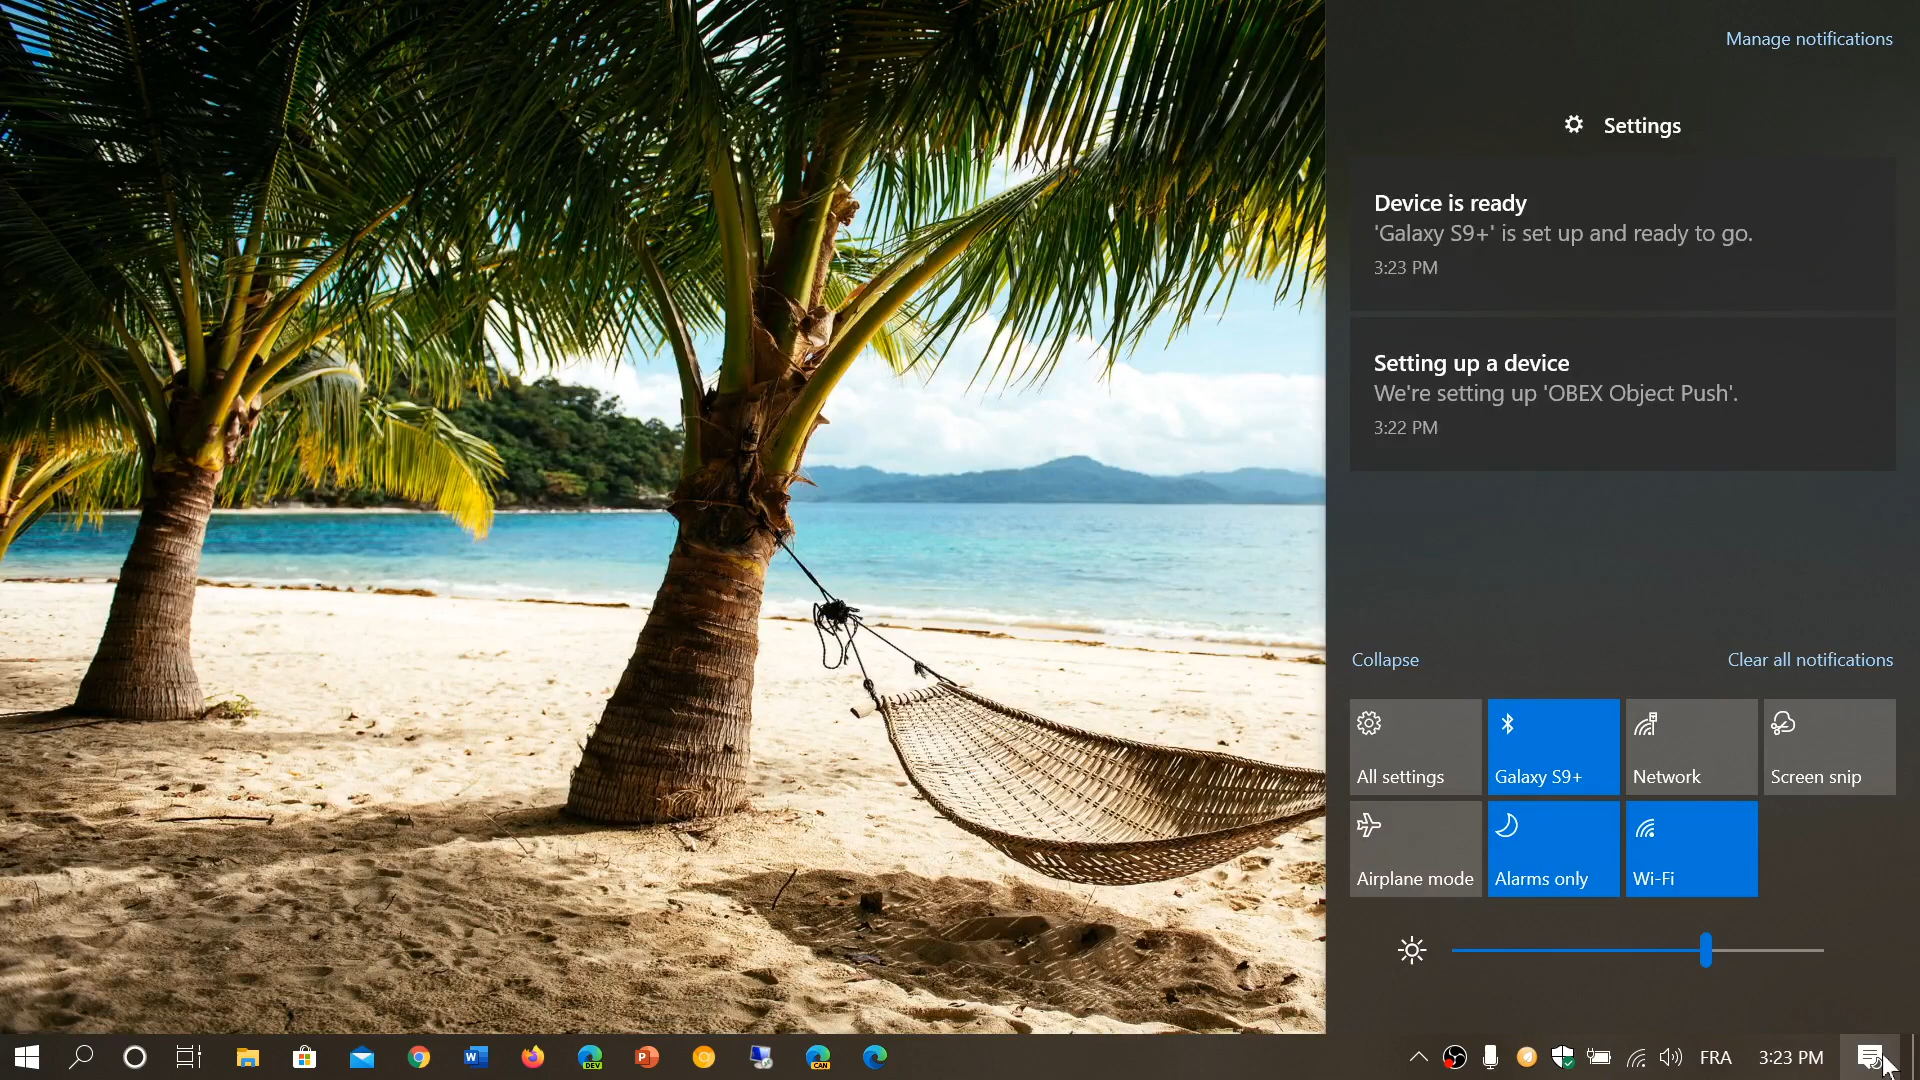 Manage notifications
Settings
Device is ready
'Galaxy S9+' is set up and ready to go.
3:23 PM
Setting up a device
We're setting up 'OBEX Object Push'.
3:22 PM
Collapse
Clear all notifications
All settings
Galaxy S9+
Network
Screen snip
Airplane mode
Alarms only
Wi-Fi
W
DEV
P
CAN
FRA
3:23 PM